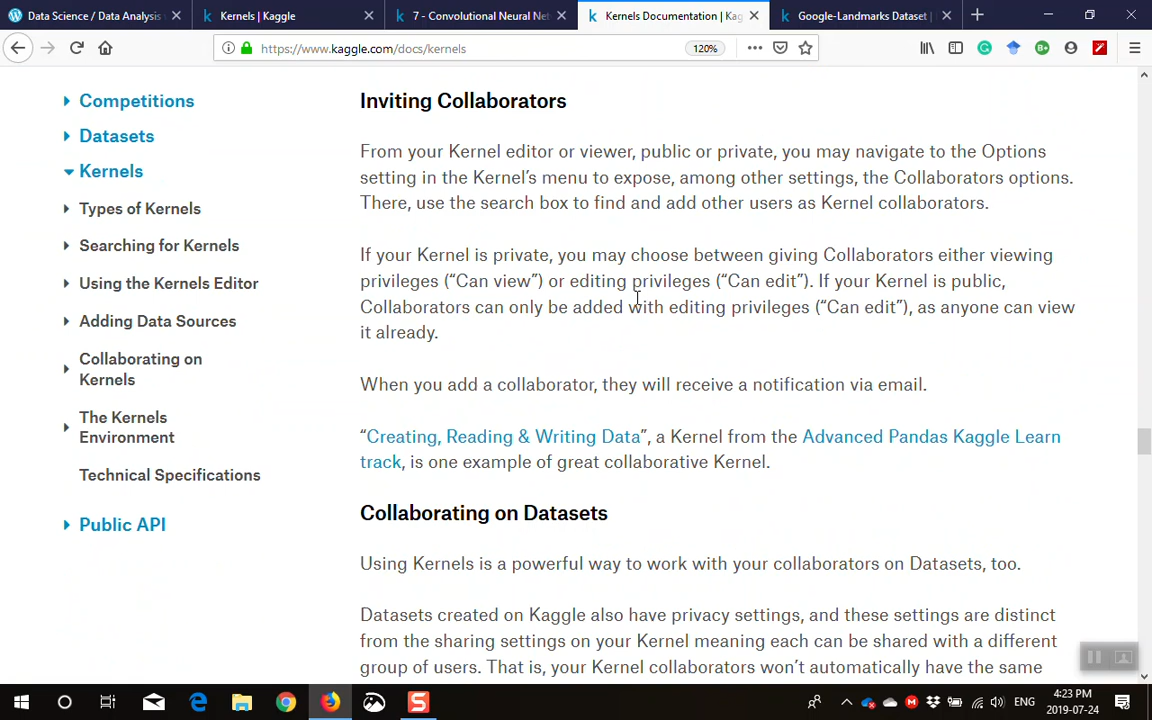 Data Science / Data Analysis
Kernels | Kaggle
7 - Convolutional Neural Net
Kernels Documentation | Kag
Google-Landmarks Dataset |
https://www.kaggle.com/docs/kernels
120%
Competitions
Datasets
Kernels
Types of Kernels
Searching for Kernels
Using the Kernels Editor
Adding Data Sources
Collaborating on
Kernels
The Kernels
Environment
Technical Specifications
Public API
Inviting Collaborators
From your Kernel editor or viewer, public or private, you may navigate to the Options
setting in the Kernel’s menu to expose, among other settings, the Collaborators options.
There, use the search box to find and add other users as Kernel collaborators.
If your Kernel is private, you may choose between giving Collaborators either viewing
privileges (“Can view”) or editing privileges (“Can edit”). If your Kernel is public,
Collaborators can only be added with editing privileges (“Can edit”), as anyone can view
it already.
When you add a collaborator, they will receive a notification via email.
“Creating, Reading & Writing Data”, a Kernel from the Advanced Pandas Kaggle Learn
track, is one example of great collaborative Kernel.
Collaborating on Datasets
Using Kernels is a powerful way to work with your collaborators on Datasets, too.
Datasets created on Kaggle also have privacy settings, and these settings are distinct
from the sharing settings on your Kernel meaning each can be shared with a different
group of users. That is, your Kernel collaborators won’t automatically have the same
ENG
4:23 PM
2019-07-24